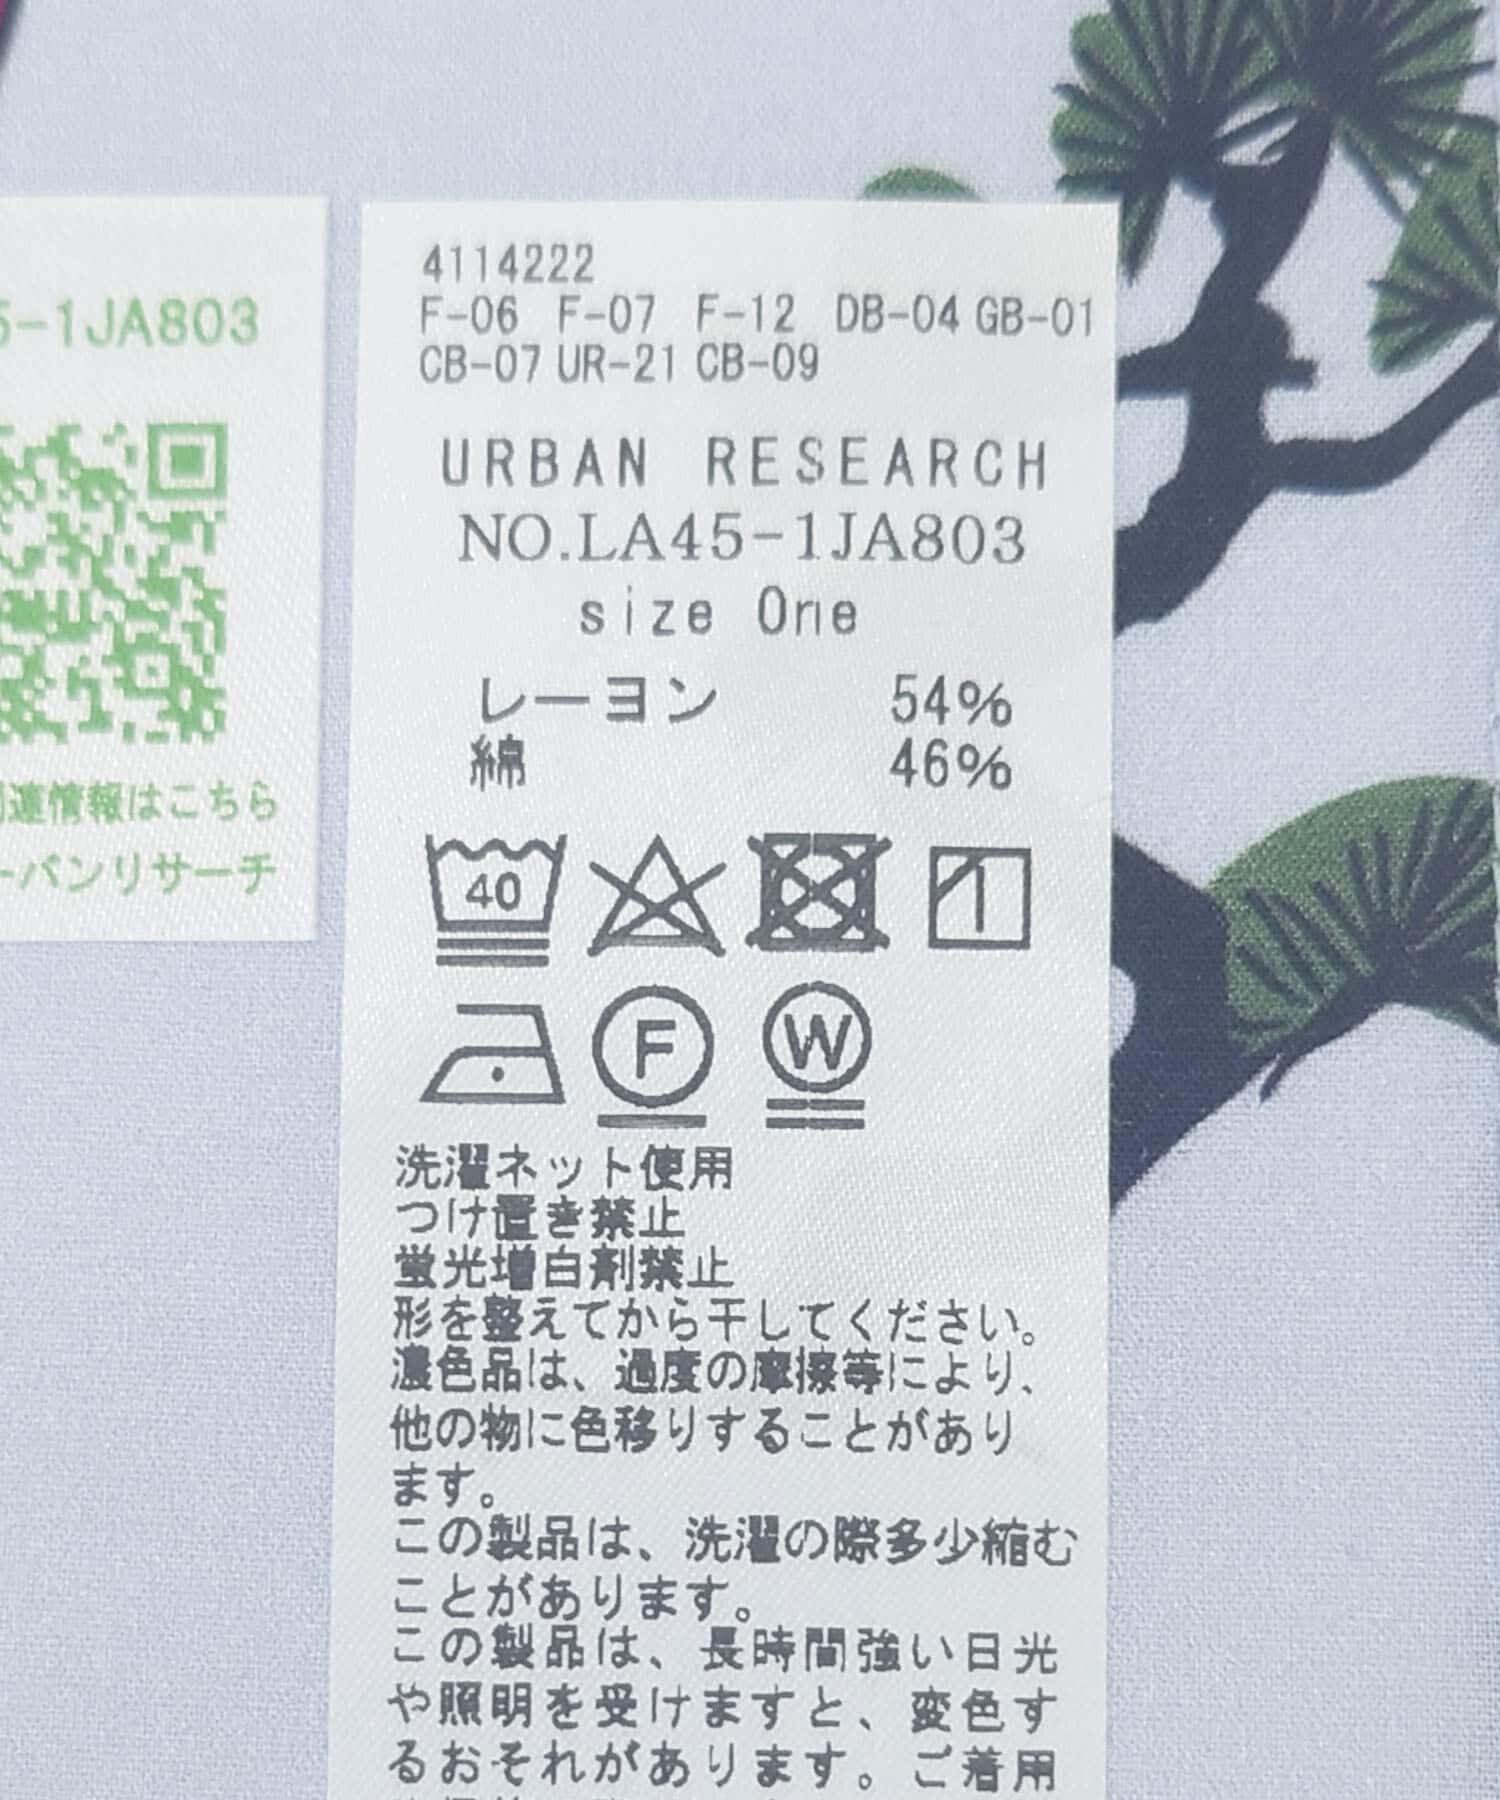 5-1JA803
連情報はこちら
ーバンリサーチ
4114222
F-06 F-07 F-12 DB-04 GB-01
CB-07 UR-21 CB-09
URBAN RESEARCH
NO.LA45-1JA803
size One
レーヨン 54%
綿 46%
40
F W
洗濯ネット使用
つけ置き禁止
蛍光増白剤禁止
形を整えてから干してください。
濃色品は、過度の摩擦等により、
他の物に色移りすることがあり
ます。
この製品は、洗濯の際多少縮む
ことがあります。
この製品は、長時間強い日光
や照明を受けますと、変色す
るおそれがあります。ご着用